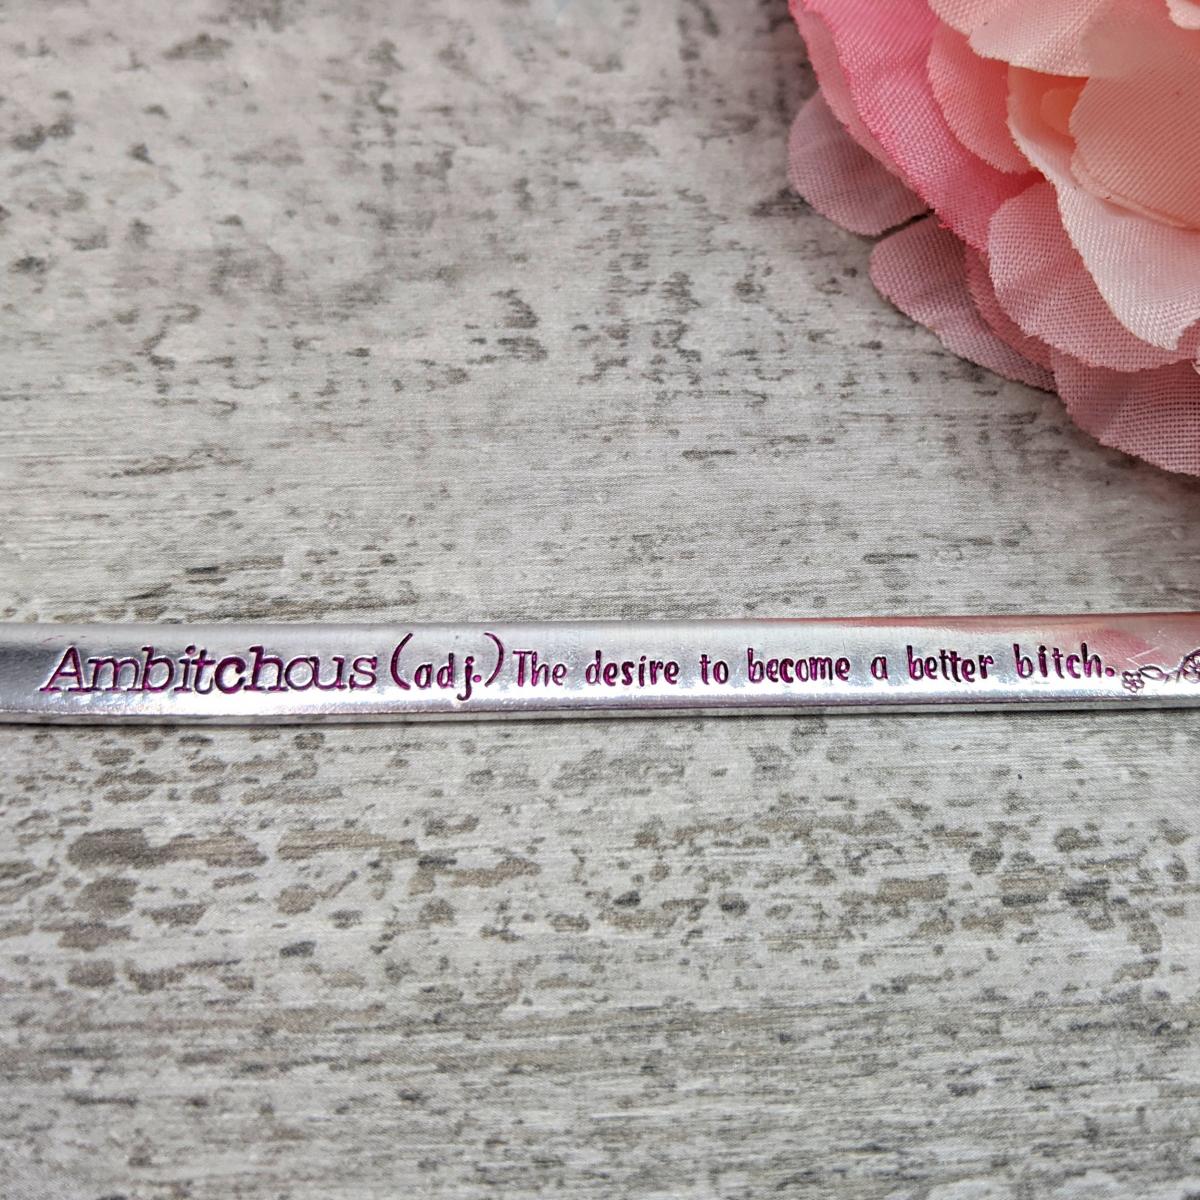 Ambitchous (adj.) The desire to become a better bitch.